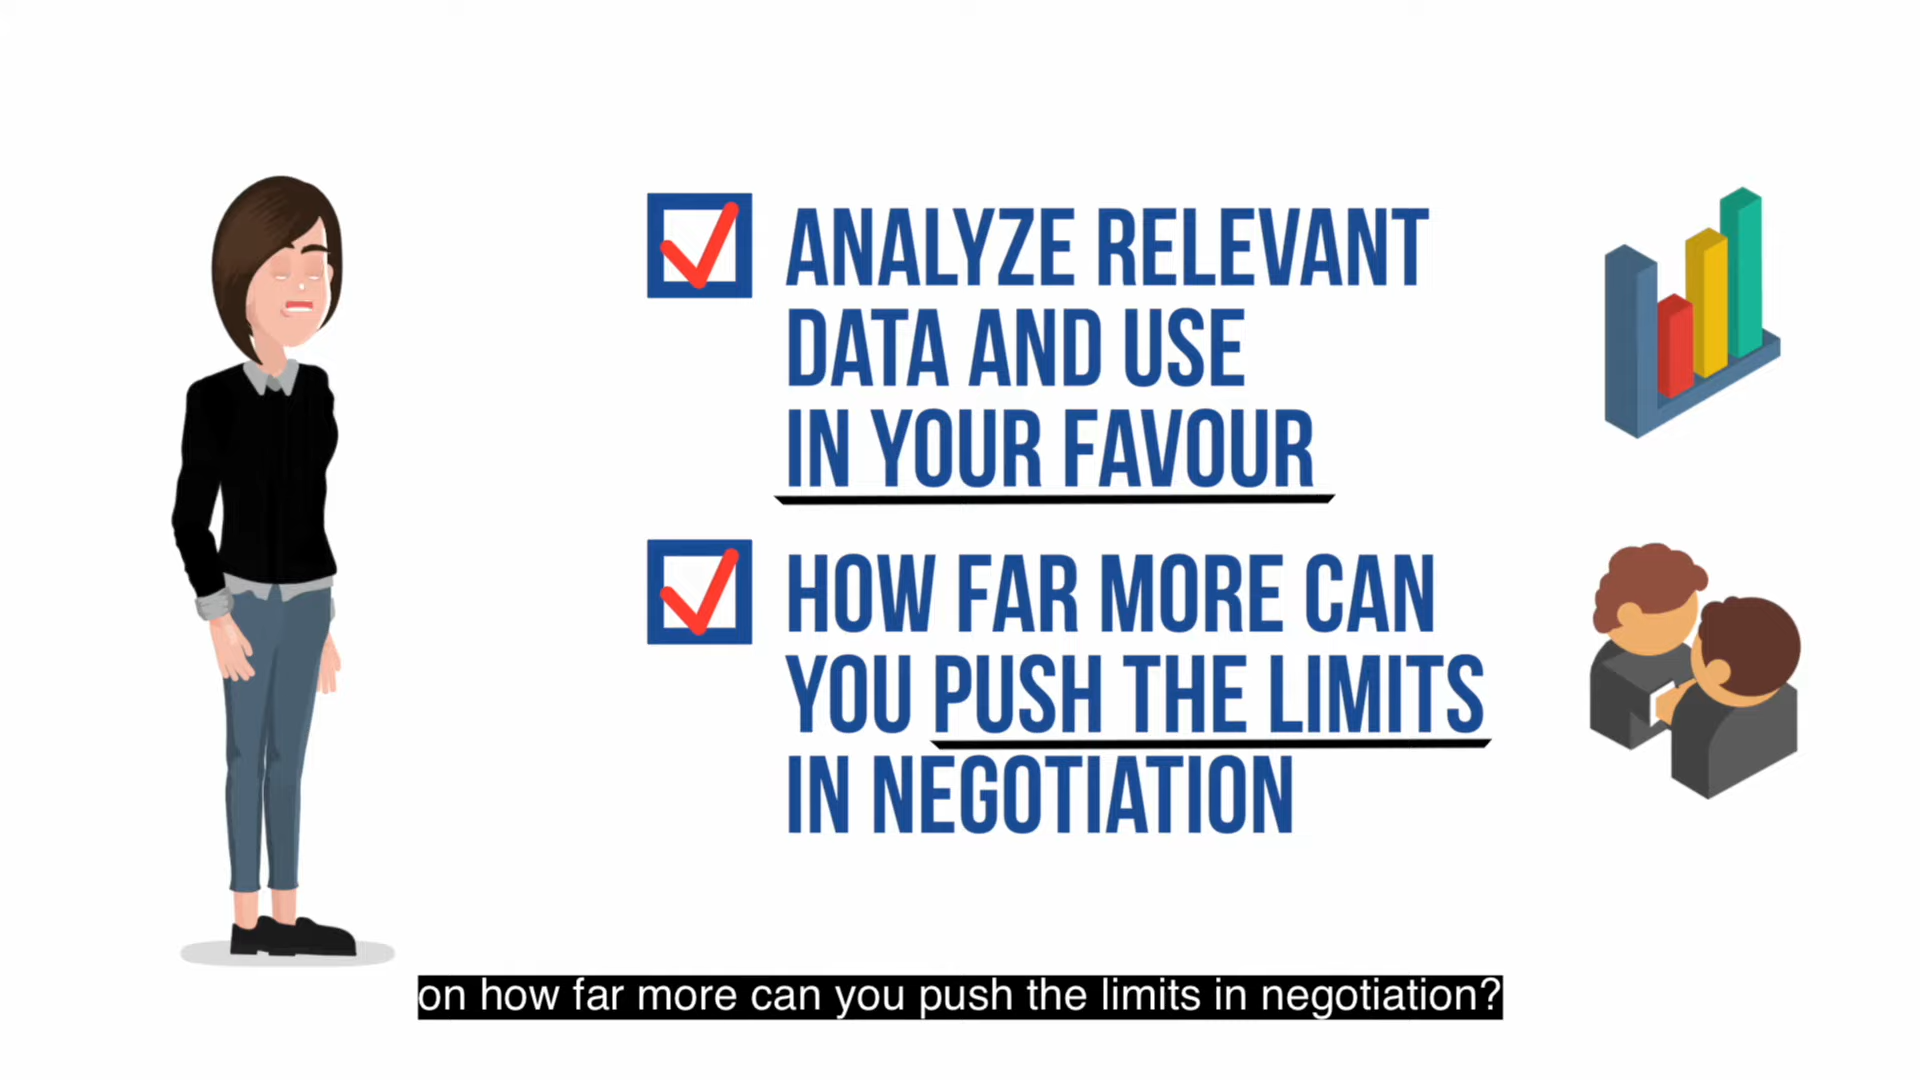 ANALYZE RELEVANT
DATA AND USE
IN YOUR FAVOUR
HOW FAR MORE CAN
YOU PUSH THE LIMITS
IN NEGOTIATION
on how far more can you push the limits in negotiation?